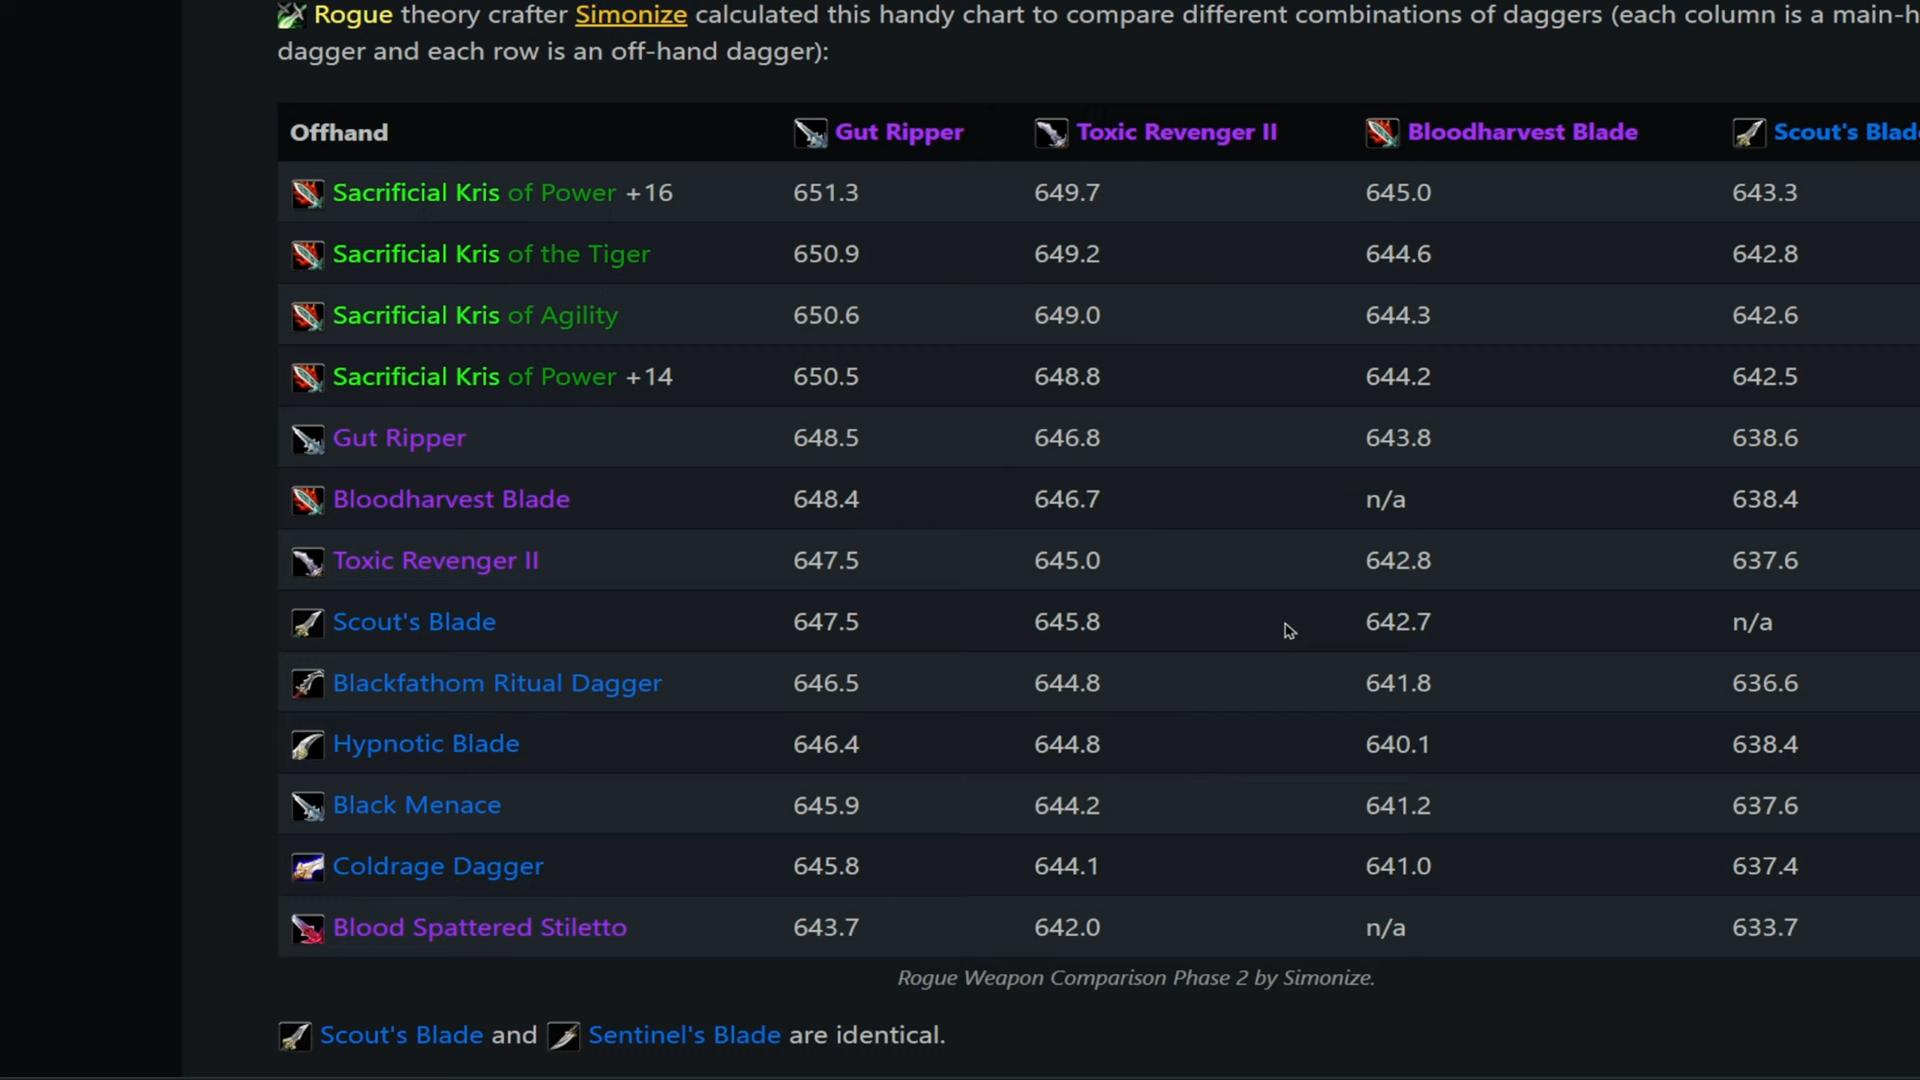 Rogue theory crafter Simonize calculated this handy chart to compare different combinations of daggers (each column is a main-h
dagger and each row is an off-hand dagger):
Offhand Gut Ripper Toxic Revenger II Bloodharvest Blade Scout's Blade
Sacrificial Kris of Power +16 651.3 649.7 645.0 643.3
Sacrificial Kris of the Tiger 650.9 649.2 644.6 642.8
Sacrificial Kris of Agility 650.6 649.0 644.3 642.6
Sacrificial Kris of Power +14 650.5 648.8 644.2 642.5
Gut Ripper 648.5 646.8 643.8 638.6
Bloodharvest Blade 648.4 646.7 n/a 638.4
Toxic Revenger II 647.5 645.0 642.8 637.6
Scout's Blade 647.5 645.8 642.7 n/a
Blackfathom Ritual Dagger 646.5 644.8 641.8 636.6
Hypnotic Blade 646.4 644.8 640.1 638.4
Black Menace 645.9 644.2 641.2 637.6
Coldrage Dagger 645.8 644.1 641.0 637.4
Blood Spattered Stiletto 643.7 642.0 n/a 633.7
Rogue Weapon Comparison Phase 2 by Simonize.
Scout's Blade and Sentinel's Blade are identical.